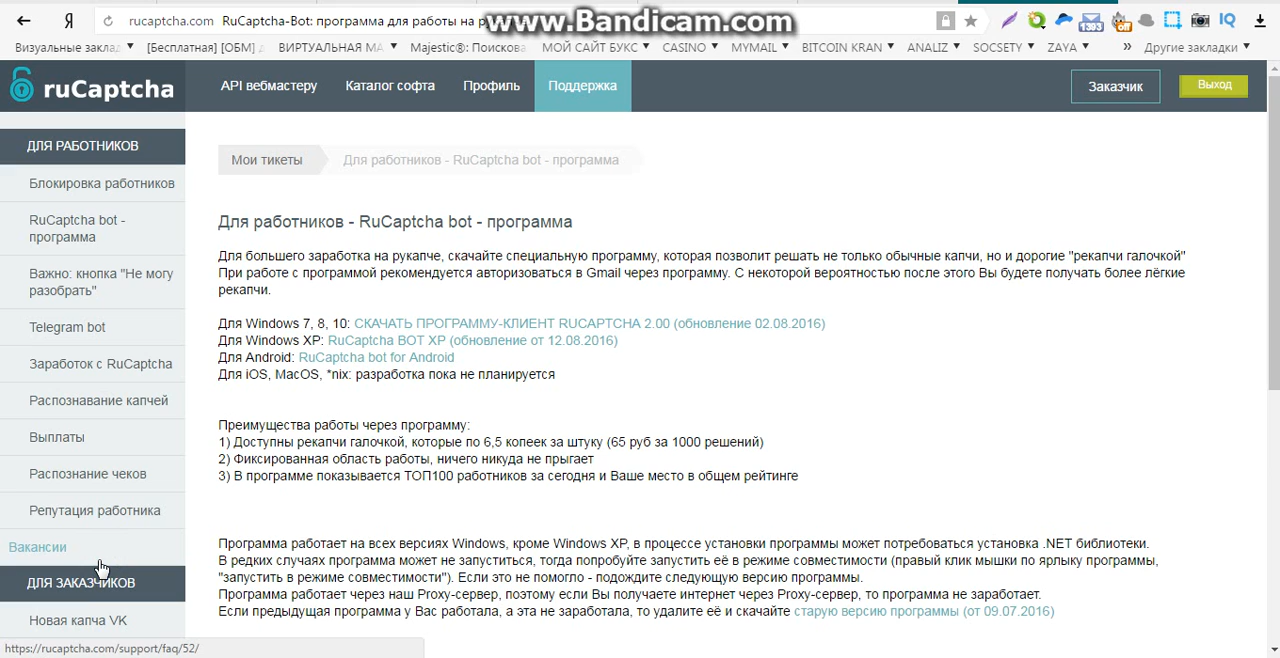 Я
rucaptcha.com RuCaptcha-Bot: программа для работы на
www.Bandicam.com
1393
off
IQ
Визуальные заклад
[Бесплатная] [ОБМ]
ВИРТУАЛЬНАЯ МА
Majestic®: Поискова
МОЙ САЙТ БУКС
CASINO
MYMAIL
BITCOIN KRAN
ANALIZ
SOCSETY
ZAYA
»
Другие закладки
ruCaptcha
API вебмастеру
Каталог софта
Профиль
Поддержка
Заказчик
Выход
ДЛЯ РАБОТНИКОВ
Блокировка работников
RuCaptcha bot -
программа
Важно: кнопка "Не могу
разобрать"
Telegram bot
Заработок с RuCaptcha
Распознавание капчей
Выплаты
Распознание чеков
Репутация работника
Вакансии
ДЛЯ ЗАКАЗЧИКОВ
Новая капча VK
https://rucaptcha.com/support/faq/52/
Мои тикеты
Для работников - RuCaptcha bot - программа
Для работников - RuCaptcha bot - программа
Для большего заработка на рукапче, скачайте специальную программу, которая позволит решать не только обычные капчи, но и дорогие "рекапчи галочкой"
При работе с программой рекомендуется авторизоваться в Gmail через программу. С некоторой вероятностью после этого Вы будете получать более лёгкие
рекапчи.
Для Windows 7, 8, 10: СКАЧАТЬ ПРОГРАММУ-КЛИЕНТ RUCAPTCHA 2.00 (обновление 02.08.2016)
Для Windows XP: RuCaptcha BOT XP (обновление от 12.08.2016)
Для Android: RuCaptcha bot for Android
Для iOS, MacOS, *nix: разработка пока не планируется
Преимущества работы через программу:
1) Доступны рекапчи галочкой, которые по 6,5 копеек за штуку (65 руб за 1000 решений)
2) Фиксированная область работы, ничего никуда не прыгает
3) В программе показывается ТОП100 работников за сегодня и Ваше место в общем рейтинге
Программа работает на всех версиях Windows, кроме Windows XP, в процессе установки программы может потребоваться установка .NET библиотеки.
В редких случаях программа может не запуститься, тогда попробуйте запустить её в режиме совместимости (правый клик мышки по ярлыку программы,
"запустить в режиме совместимости"). Если это не помогло - подождите следующую версию программы.
Программа работает через наш Proxy-сервер, поэтому если Вы получаете интернет через Proxy-сервер, то программа не заработает.
Если предыдущая программа у Вас работала, а эта не заработала, то удалите её и скачайте старую версию программы (от 09.07.2016)